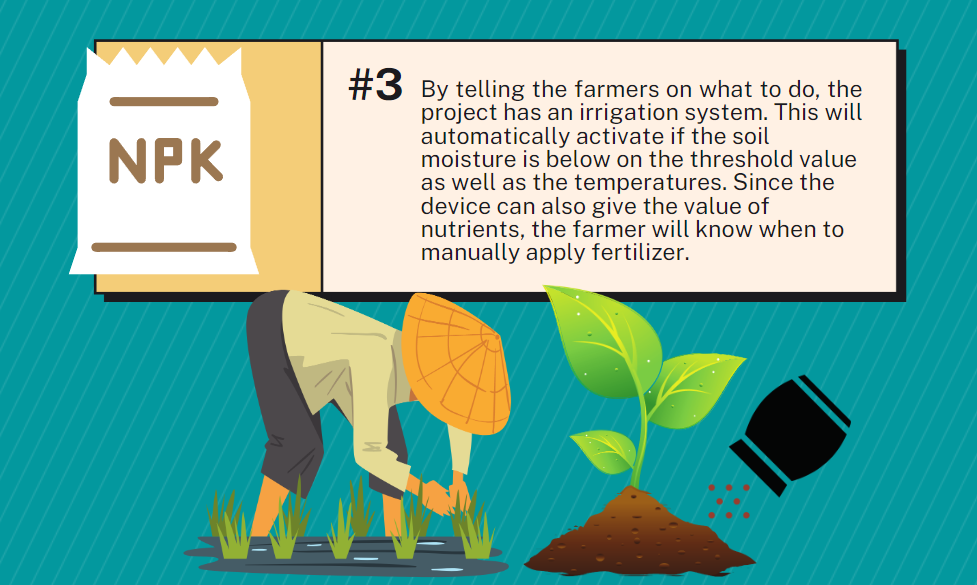 NPK
#3
By telling the farmers on what to do, the
project has an irrigation system. This will
automatically activate if the soil
moisture is below on the threshold value
as well as the temperatures. Since the
device can also give the value of
nutrients, the farmer will know when to
manually apply fertilizer.